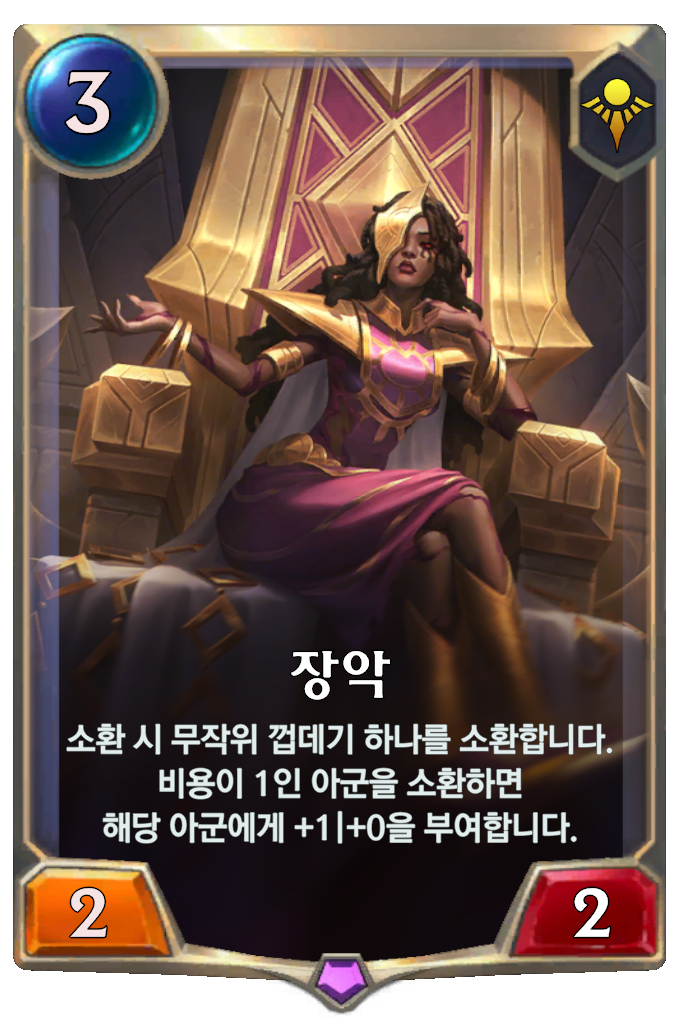 3
장악
소환 시 무작위 껍데기 하나를 소환합니다.
비용이 1인 아군을 소환하면
해당 아군에게 +1|+0을 부여합니다.
2
2